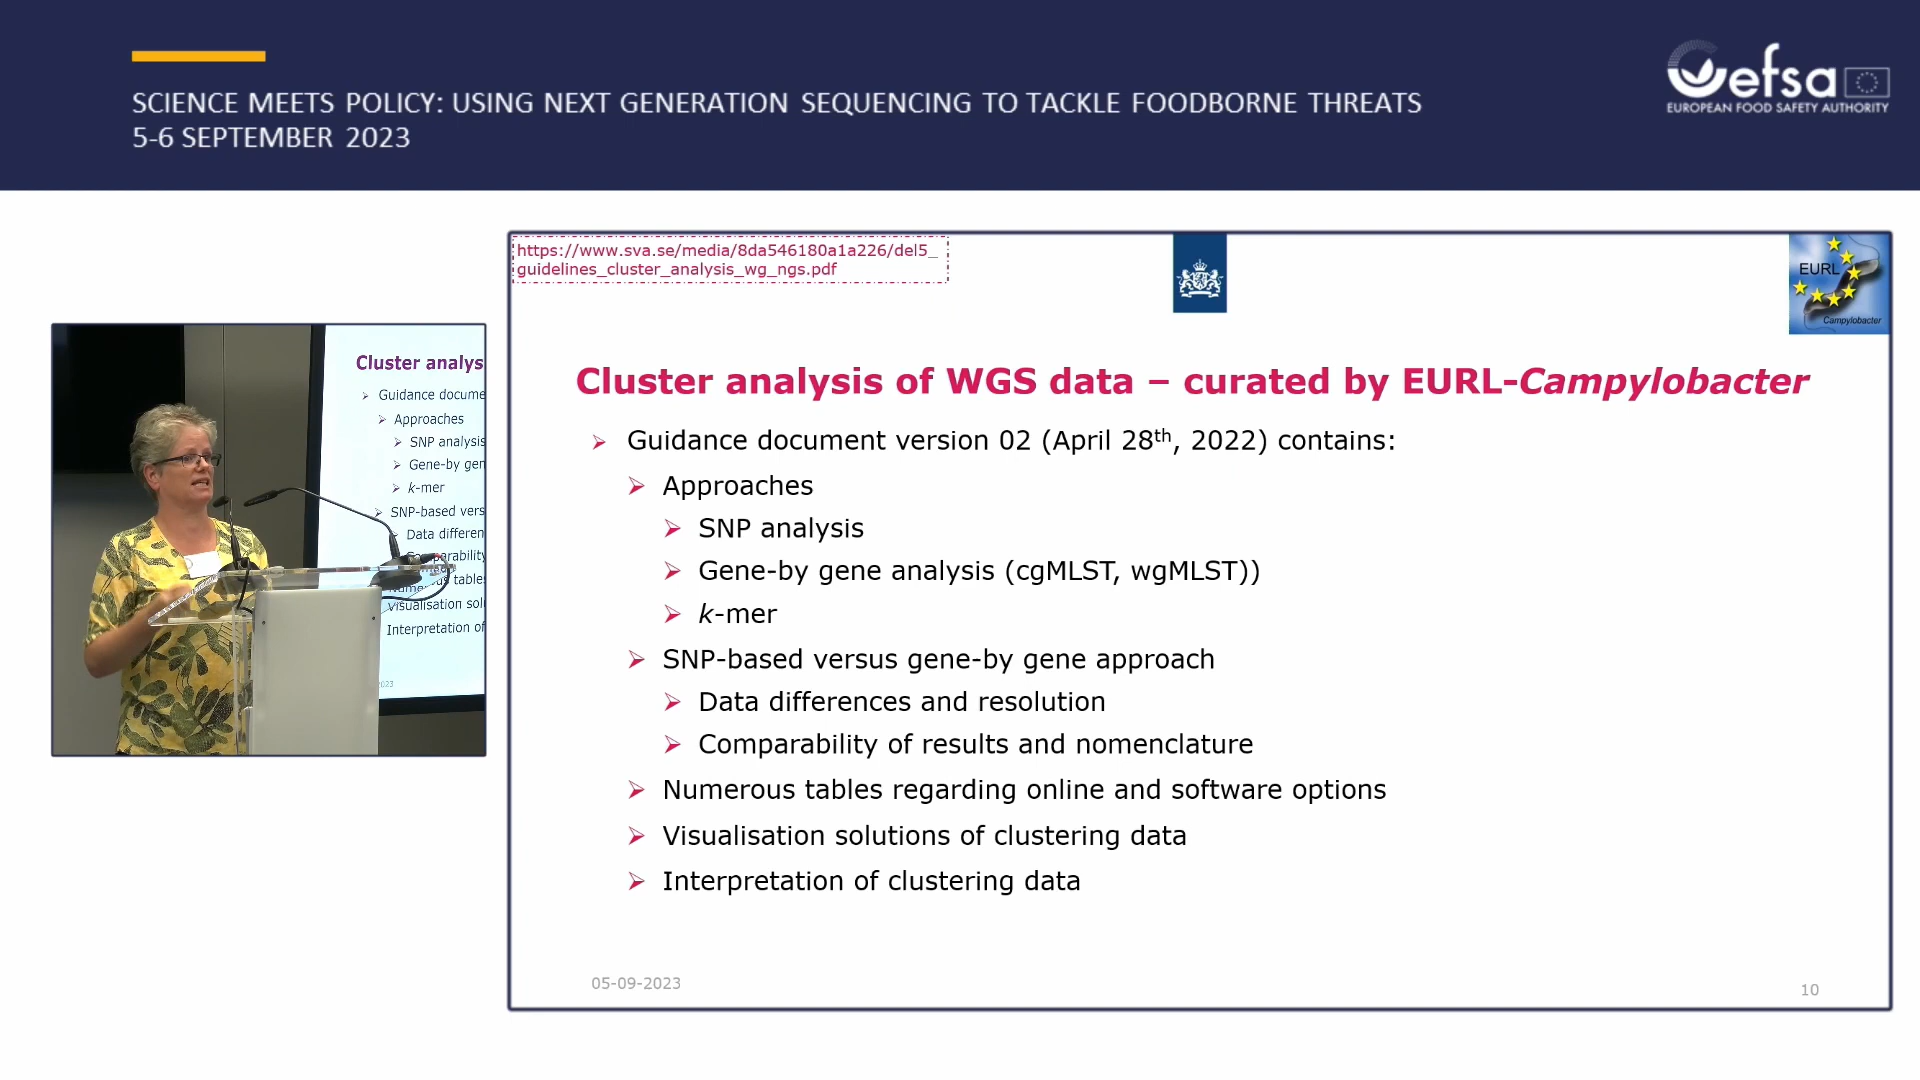 SCIENCE MEETS POLICY: USING NEXT GENERATION SEQUENCING TO TACKLE FOODBORNE THREATS
5-6 SEPTEMBER 2023
efsa
EUROPEAN FOOD SAFETY AUTHORITY
https://www.sva.se/media/8da546180a1a226/del5_
guidelines_cluster_analysis_wg_ngs.pdf
EURL
Campylobacter
Cluster analysis of WGS data – curated by EURL-Campylobacter
Guidance document version 02 (April 28th, 2022) contains:
Approaches
SNP analysis
Gene-by gene analysis (cgMLST, wgMLST))
k-mer
SNP-based versus gene-by gene approach
Data differences and resolution
Comparability of results and nomenclature
Numerous tables regarding online and software options
Visualisation solutions of clustering data
Interpretation of clustering data
05-09-2023
10
Cluster analys
Guidance docume
Approaches
SNP analysis
Gene-by gen
k-mer
SNP-based vers
Data differen
Comparability
tables
Visualisation sol
Interpretation of
2023